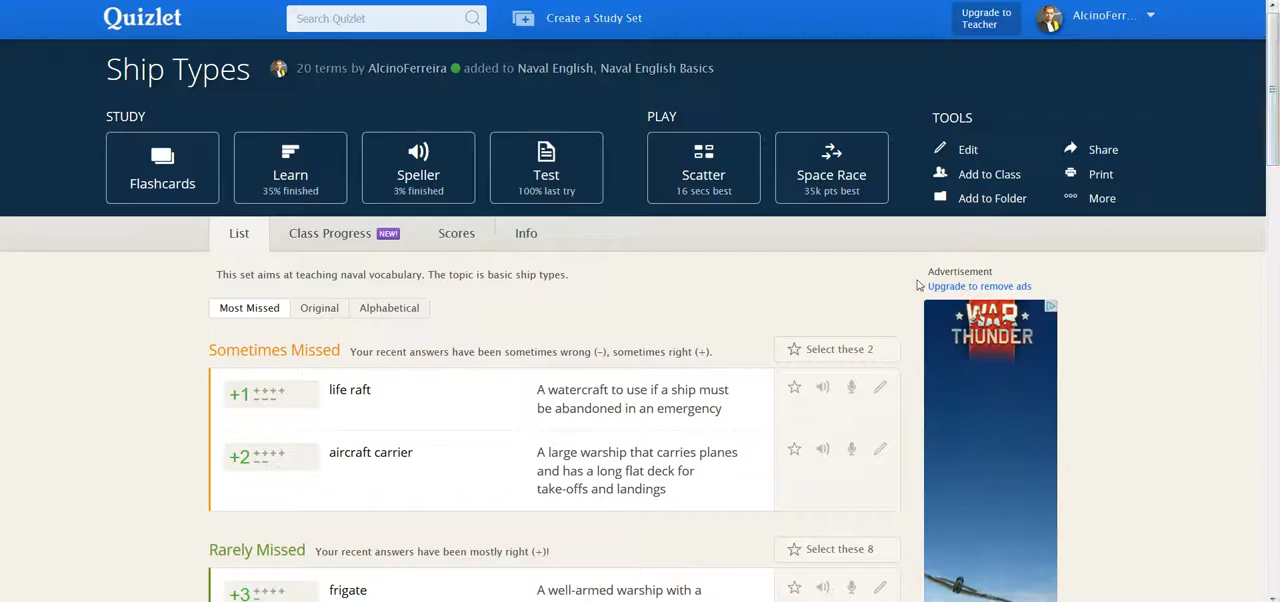 Quizlet
Search Quizlet
Create a Study Set
Upgrade to
Teacher
AlcinoFerr...
Ship Types
20 terms by AlcinoFerreira added to Naval English, Naval English Basics
STUDY
PLAY
TOOLS
Flashcards
Learn
35% finished
Speller
3% finished
Test
100% last try
Scatter
16 secs best
Space Race
35k pts best
Edit
Share
Add to Class
Print
Add to Folder
More
List
Class Progress NEW!
Scores
Info
This set aims at teaching naval vocabulary. The topic is basic ship types.
Advertisement
Upgrade to remove ads
Most Missed
Original
Alphabetical
WAR
THUNDER
Sometimes Missed Your recent answers have been sometimes wrong (–), sometimes right (+).
Select these 2
+1 ++++
–––
life raft
A watercraft to use if a ship must
be abandoned in an emergency
+2 ++++
––
aircraft carrier
A large warship that carries planes
and has a long flat deck for
take-offs and landings
Rarely Missed Your recent answers have been mostly right (+)!
Select these 8
+3 ++++
–
frigate
A well-armed warship with a